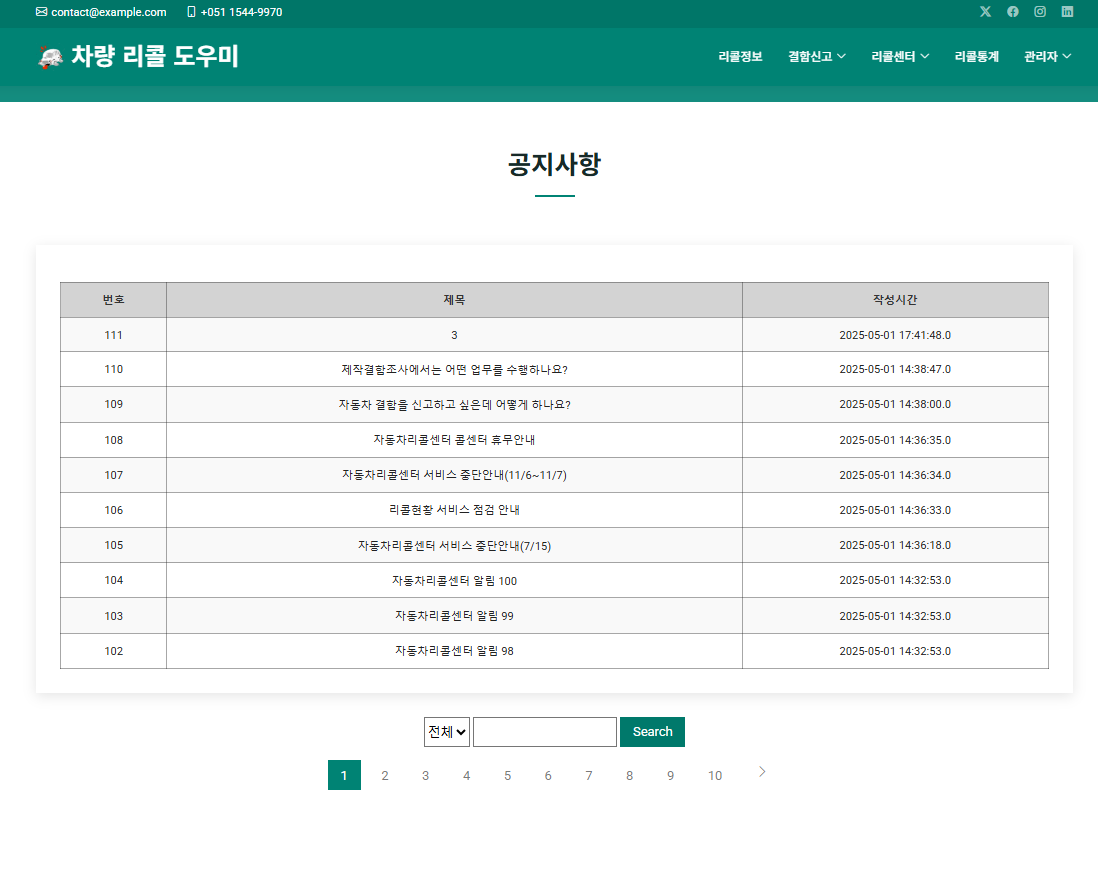 contact@example.com +051 1544-9970
차량 리콜 도우미 리콜정보 결함신고 리콜센터 리콜통계 관리자
공지사항
번호 제목 작성시간
111 3 2025-05-01 17:41:48.0
110 제작결함조사에서는 어떤 업무를 수행하나요? 2025-05-01 14:38:47.0
109 자동차 결함을 신고하고 싶은데 어떻게 하나요? 2025-05-01 14:38:00.0
108 자동차리콜센터 콜센터 휴무안내 2025-05-01 14:36:35.0
107 자동차리콜센터 서비스 중단안내(11/6~11/7) 2025-05-01 14:36:34.0
106 리콜현황 서비스 점검 안내 2025-05-01 14:36:33.0
105 자동차리콜센터 서비스 중단안내(7/15) 2025-05-01 14:36:18.0
104 자동차리콜센터 알림 100 2025-05-01 14:32:53.0
103 자동차리콜센터 알림 99 2025-05-01 14:32:53.0
102 자동차리콜센터 알림 98 2025-05-01 14:32:53.0
전체 Search
1 2 3 4 5 6 7 8 9 10